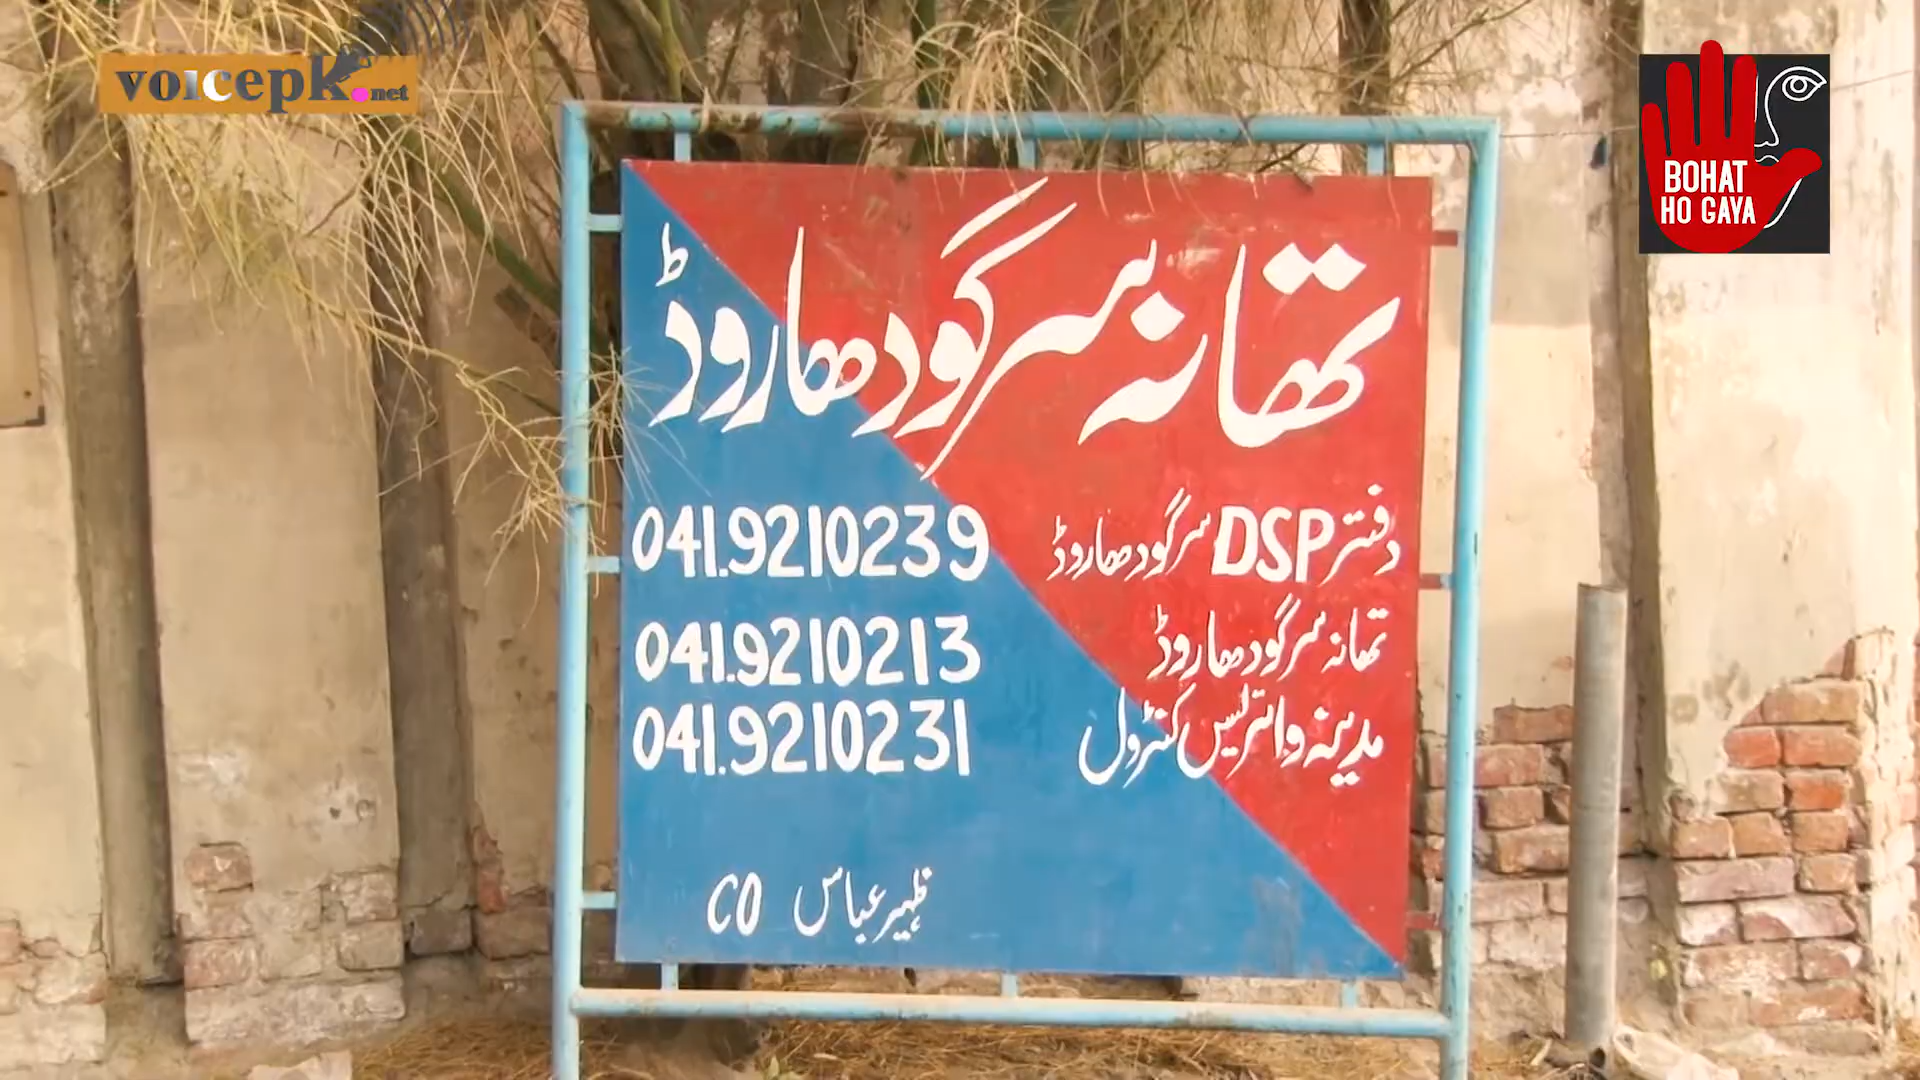 voicepk.net
BOHAT
HO GAYA
تھانہ سرگودھا روڈ
دفتر DSP سرگودھا روڈ 041.9210239
تھانہ سرگودھا روڈ 041.9210213
مدینہ وائرلیس کنٹرول 041.9210231
ظہیر عباس CO